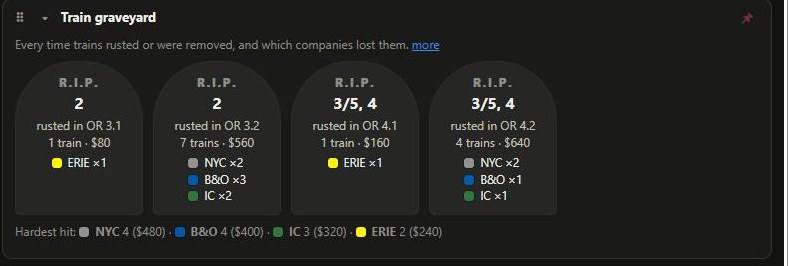 Train graveyard
Every time trains rusted or were removed, and which companies lost them. more
R.I.P.
2
rusted in OR 3.1
1 train · $80
ERIE ×1
R.I.P.
2
rusted in OR 3.2
7 trains · $560
NYC ×2
B&O ×3
IC ×2
R.I.P.
3/5, 4
rusted in OR 4.1
1 train · $160
ERIE ×1
R.I.P.
3/5, 4
rusted in OR 4.2
4 trains · $640
NYC ×2
B&O ×1
IC ×1
Hardest hit: NYC 4 ($480) · B&O 4 ($400) · IC 3 ($320) · ERIE 2 ($240)